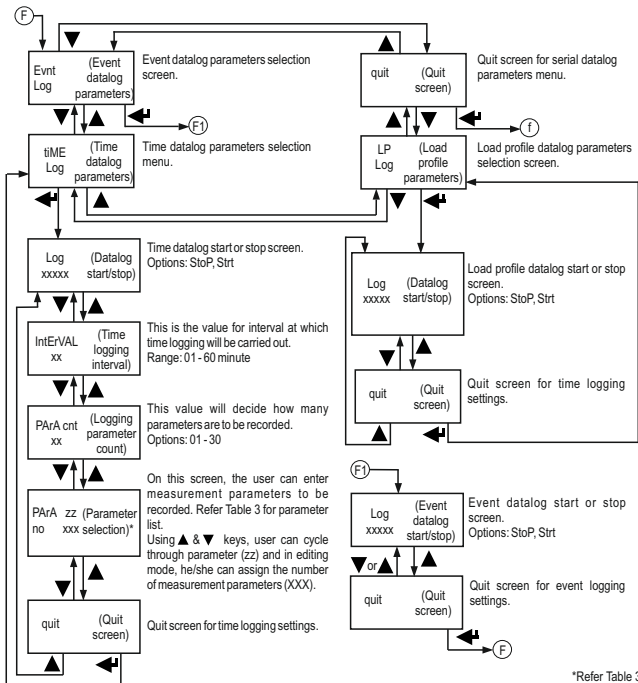 F
Evnt
Log
(Event
datalog
parameters)
Event datalog parameters selection
screen.
F1
tiME
Log
(Time
datalog
parameters)
Time datalog parameters selection
menu.
quit
(Quit
screen)
Quit screen for serial datalog
parameters menu.
f
LP
Log
(Load
profile
parameters)
Load profile datalog parameters
selection screen.
Log
xxxxx
(Datalog
start/stop)
Time datalog start or stop screen.
Options: StoP, Strt
IntErVAL
xx
(Time
logging
interval)
This is the value for interval at which
time logging will be carried out.
Range: 01 - 60 minute
PArA cnt
xx
(Logging
parameter
count)
This value will decide how many
parameters are to be recorded.
Options: 01 - 30
PArA zz
no xxx
(Parameter
selection)*
On this screen, the user can enter
measurement parameters to be
recorded. Refer Table 3 for parameter
list.
Using ▲ & ▼ keys, user can cycle
through parameter (zz) and in editing
mode, he/she can assign the number
of measurement parameters (XXX).
quit
(Quit
screen)
Quit screen for time logging settings.
Log
xxxxx
(Datalog
start/stop)
Load profile datalog start or stop
screen.
Options: StoP, Strt
quit
(Quit
screen)
Quit screen for time logging
settings.
F1
Log
xxxxx
(Event
datalog
start/stop)
Event datalog start or stop
screen.
Options: StoP, Strt
▼ or ▲
quit
(Quit
screen)
Quit screen for event logging
settings.
F
*Refer Table 3